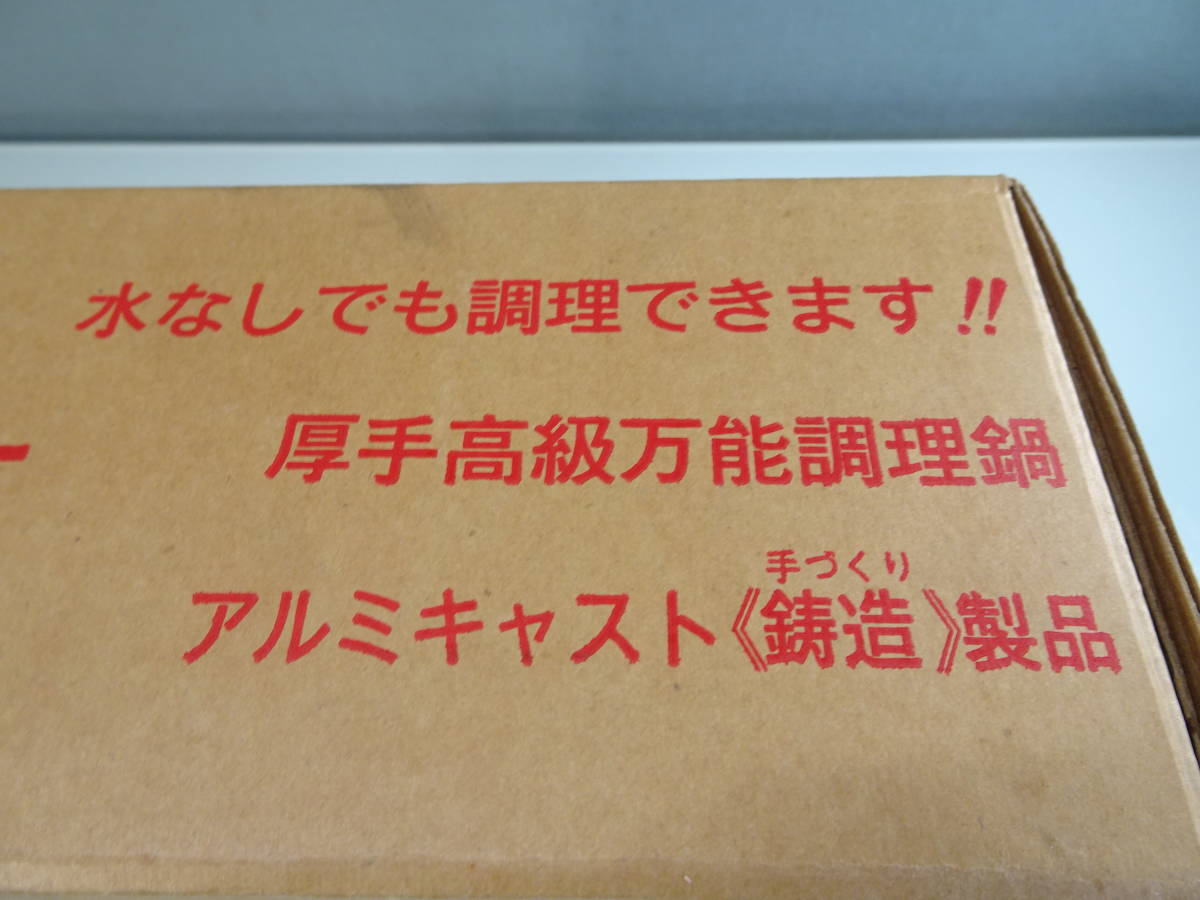 水なしでも調理できます!!
ー
厚手高級万能調理鍋
手づくり
アルミキャスト《鋳造》製品